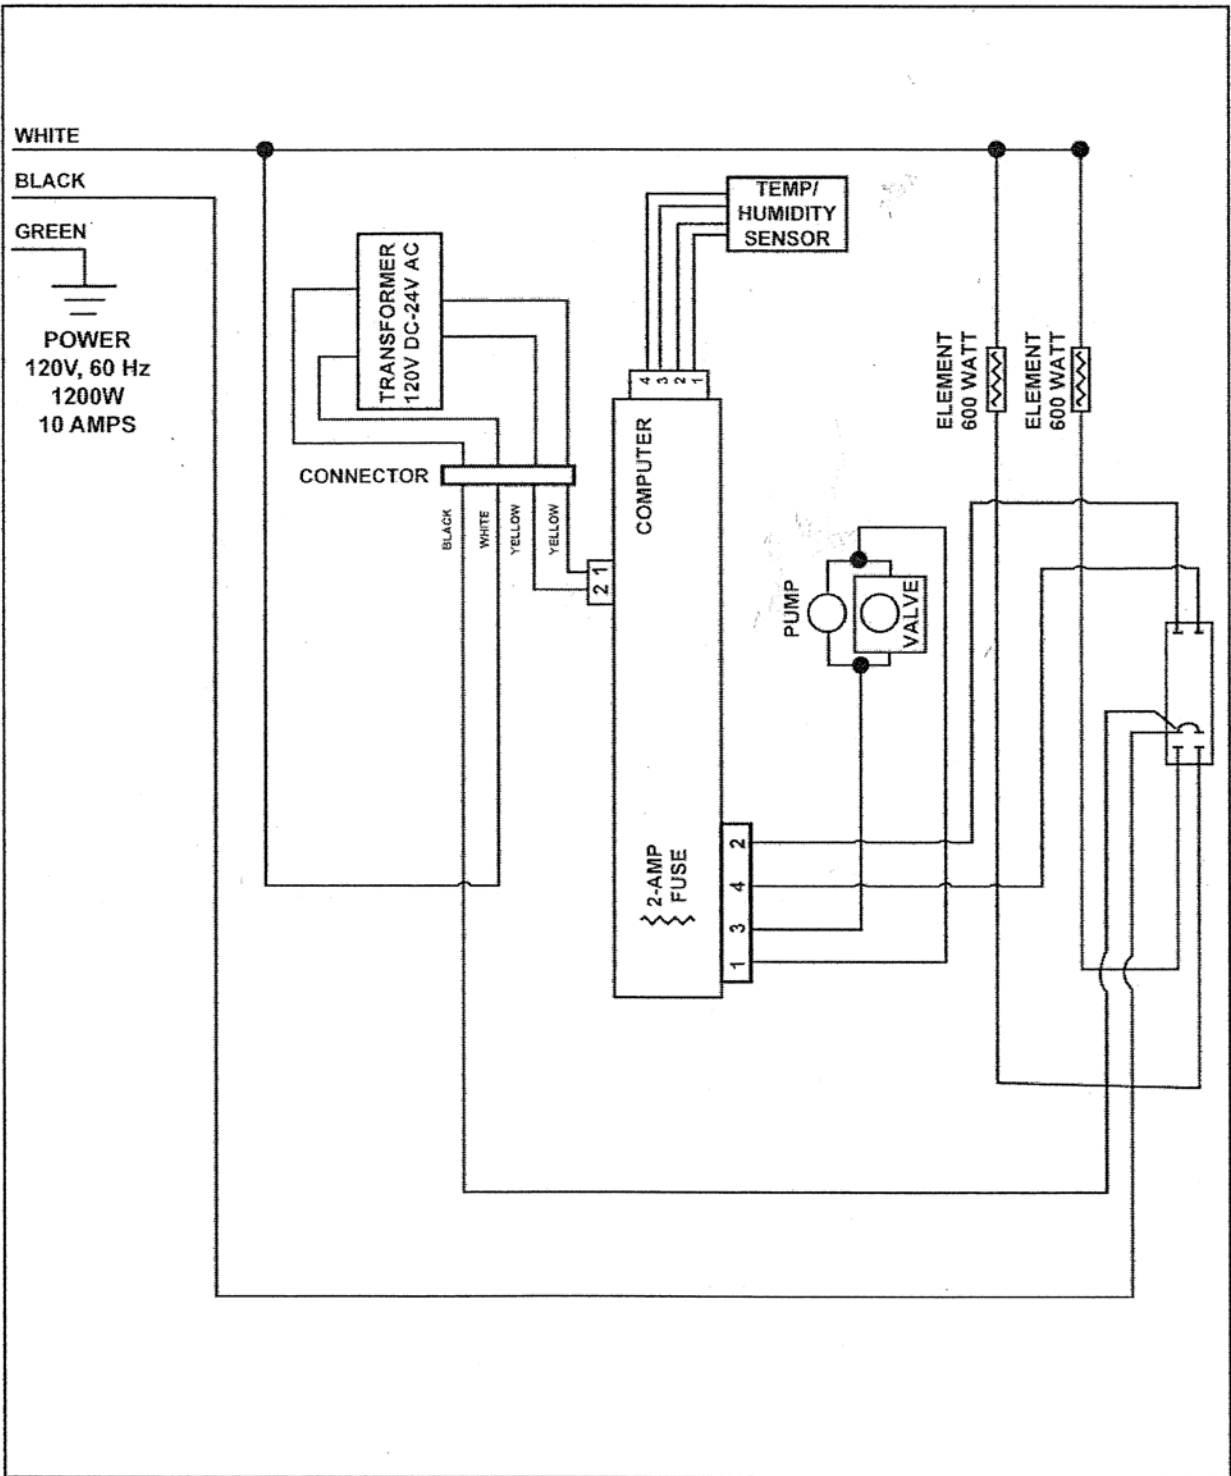 WHITE
BLACK
GREEN
POWER
120V, 60 Hz
1200W
10 AMPS
TRANSFORMER
120V DC-24V AC
CONNECTOR
BLACK
WHITE
YELLOW
YELLOW
TEMP/
HUMIDITY
SENSOR
4
3
2
1
COMPUTER
2 1
2-AMP
FUSE
2
4
3
1
PUMP
VALVE
ELEMENT
600 WATT
ELEMENT
600 WATT